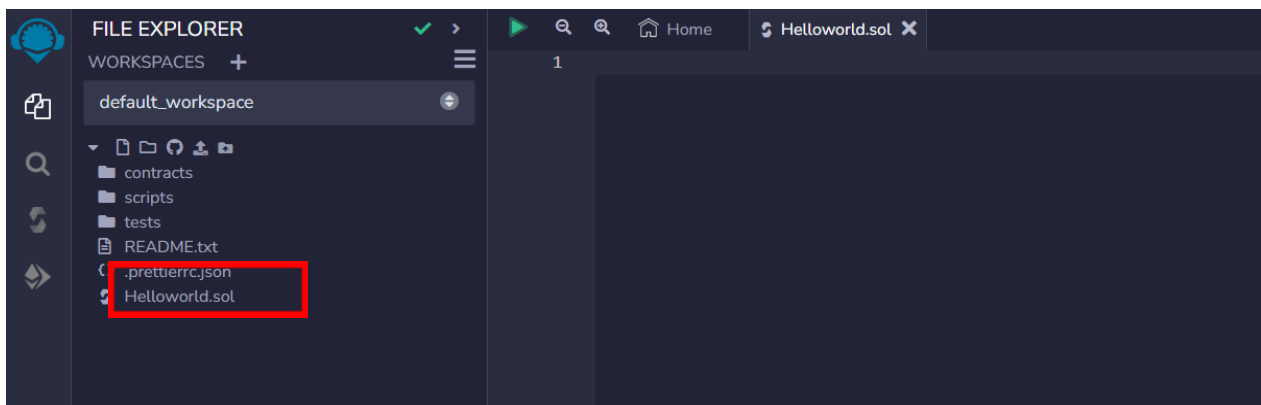 FILE EXPLORER
WORKSPACES
default_workspace
contracts
scripts
tests
README.txt
.prettierrc.json
Helloworld.sol
Home
Helloworld.sol
1